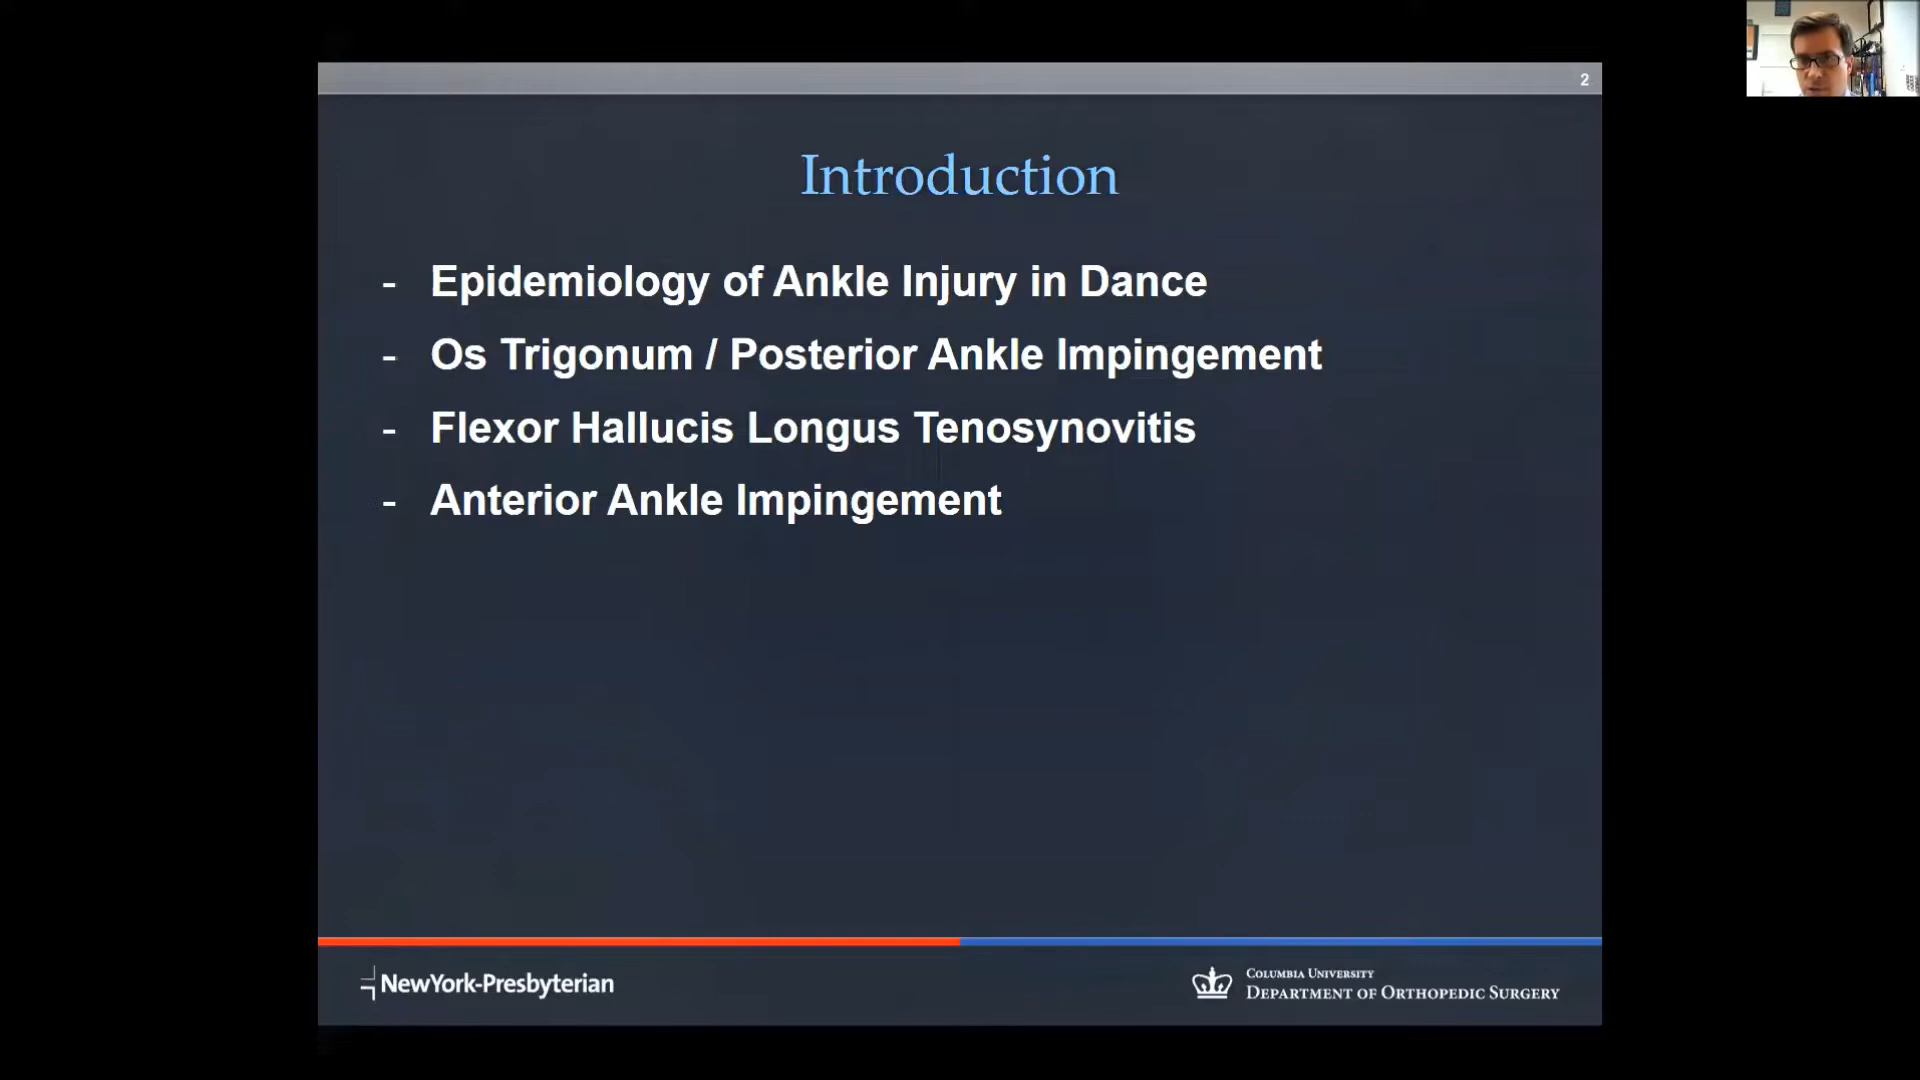 2
Introduction
- Epidemiology of Ankle Injury in Dance
- Os Trigonum / Posterior Ankle Impingement
- Flexor Hallucis Longus Tenosynovitis
- Anterior Ankle Impingement
NewYork-Presbyterian
COLUMBIA UNIVERSITY
DEPARTMENT OF ORTHOPEDIC SURGERY